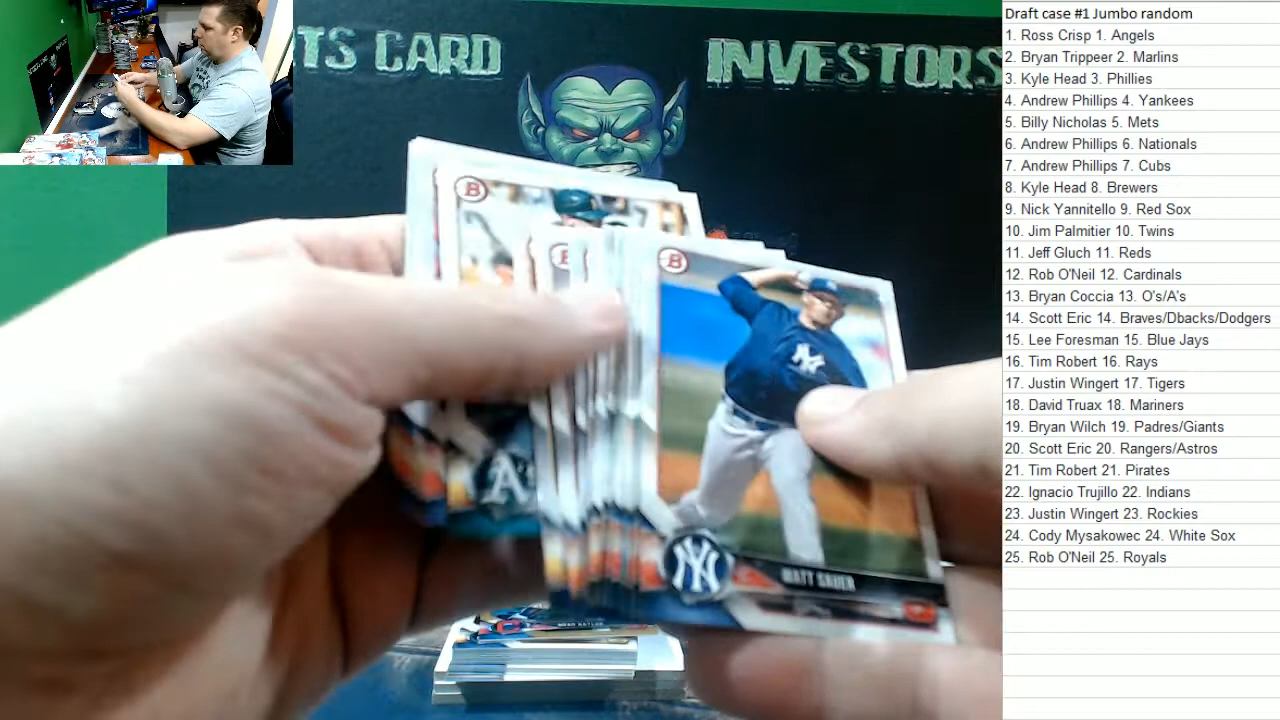 TS CARD
INVESTORS
B
B
B
NY
A's
NY
MATT SAUER
Draft case #1 Jumbo random
1. Ross Crisp 1. Angels
2. Bryan Trippeer 2. Marlins
3. Kyle Head 3. Phillies
4. Andrew Phillips 4. Yankees
5. Billy Nicholas 5. Mets
6. Andrew Phillips 6. Nationals
7. Andrew Phillips 7. Cubs
8. Kyle Head 8. Brewers
9. Nick Yannitello 9. Red Sox
10. Jim Palmitier 10. Twins
11. Jeff Gluch 11. Reds
12. Rob O'Neil 12. Cardinals
13. Bryan Coccia 13. O's/A's
14. Scott Eric 14. Braves/Dbacks/Dodgers
15. Lee Foresman 15. Blue Jays
16. Tim Robert 16. Rays
17. Justin Wingert 17. Tigers
18. David Truax 18. Mariners
19. Bryan Wilch 19. Padres/Giants
20. Scott Eric 20. Rangers/Astros
21. Tim Robert 21. Pirates
22. Ignacio Trujillo 22. Indians
23. Justin Wingert 23. Rockies
24. Cody Mysakowec 24. White Sox
25. Rob O'Neil 25. Royals